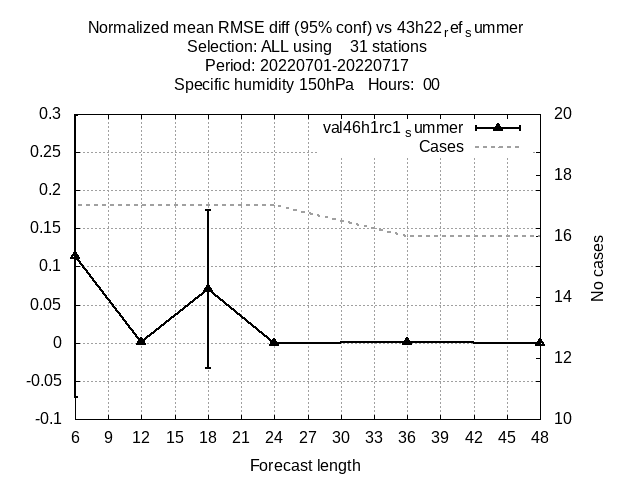 Normalized mean RMSE diff (95% conf) vs 43h22refsummer
Selection: ALL using 31 stations
Period: 20220701-20220717
Specific humidity 150hPa Hours: 00
val46h1rc1summer
Cases
0.3
0.25
0.2
0.15
0.1
0.05
0
-0.05
-0.1
20
18
16
14
12
10
No cases
6 9 12 15 18 21 24 27 30 33 36 39 42 45 48
Forecast length